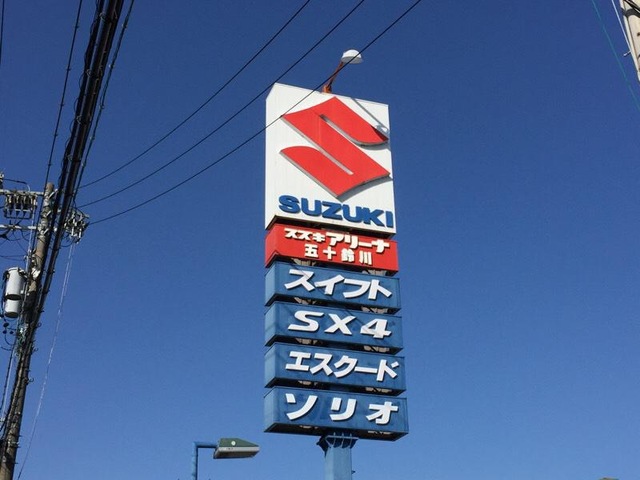 SUZUKI
スズキアリーナ
五十鈴川
スイフト
SX4
エスクード
ソリオ